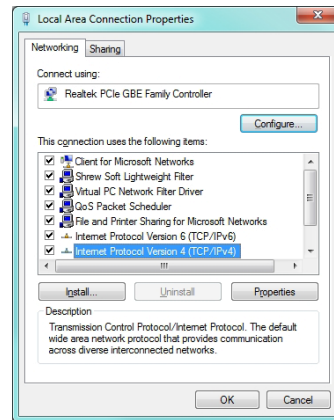 Local Area Connection Properties
Networking
Sharing
Connect using:
Realtek PCIe GBE Family Controller
Configure...
This connection uses the following items:
Client for Microsoft Networks
Shrew Soft Lightweight Filter
Virtual PC Network Filter Driver
QoS Packet Scheduler
File and Printer Sharing for Microsoft Networks
Internet Protocol Version 6 (TCP/IPv6)
Internet Protocol Version 4 (TCP/IPv4)
Install...
Uninstall
Properties
Description
Transmission Control Protocol/Internet Protocol. The default
wide area network protocol that provides communication
across diverse interconnected networks.
OK
Cancel